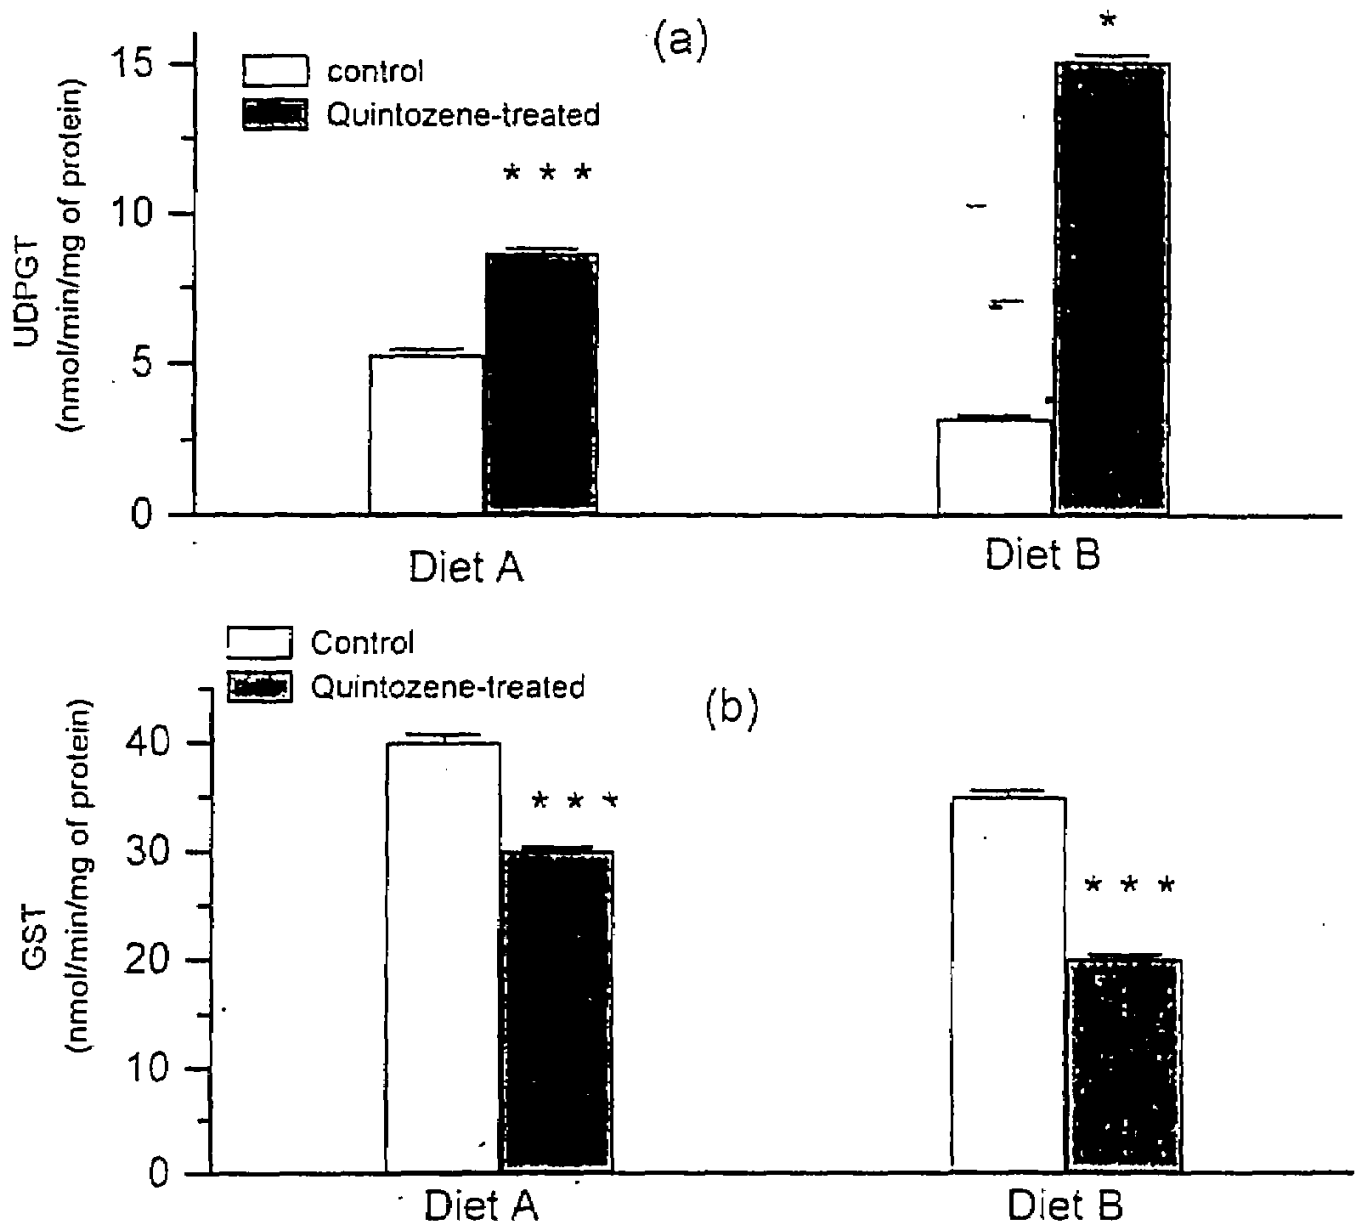 (a)
*
15
control
Quintozene-treated
* * *
10
5
0
UDPGT
(nmol/min/mg of protein)
Diet A
Diet B
Control
Quintozene-treated
(b)
40
* * *
30
* * *
20
10
0
GST
(nmol/min/mg of protein)
Diet A
Diet B